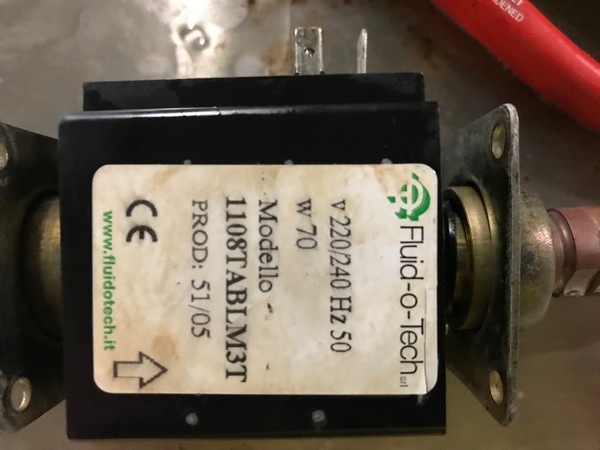 Fluid-o-Tech srl
v 220/240 Hz 50
w 70
Modello -
1108TABLM3T
PROD: 51/05
CE
www.fluidotech.it